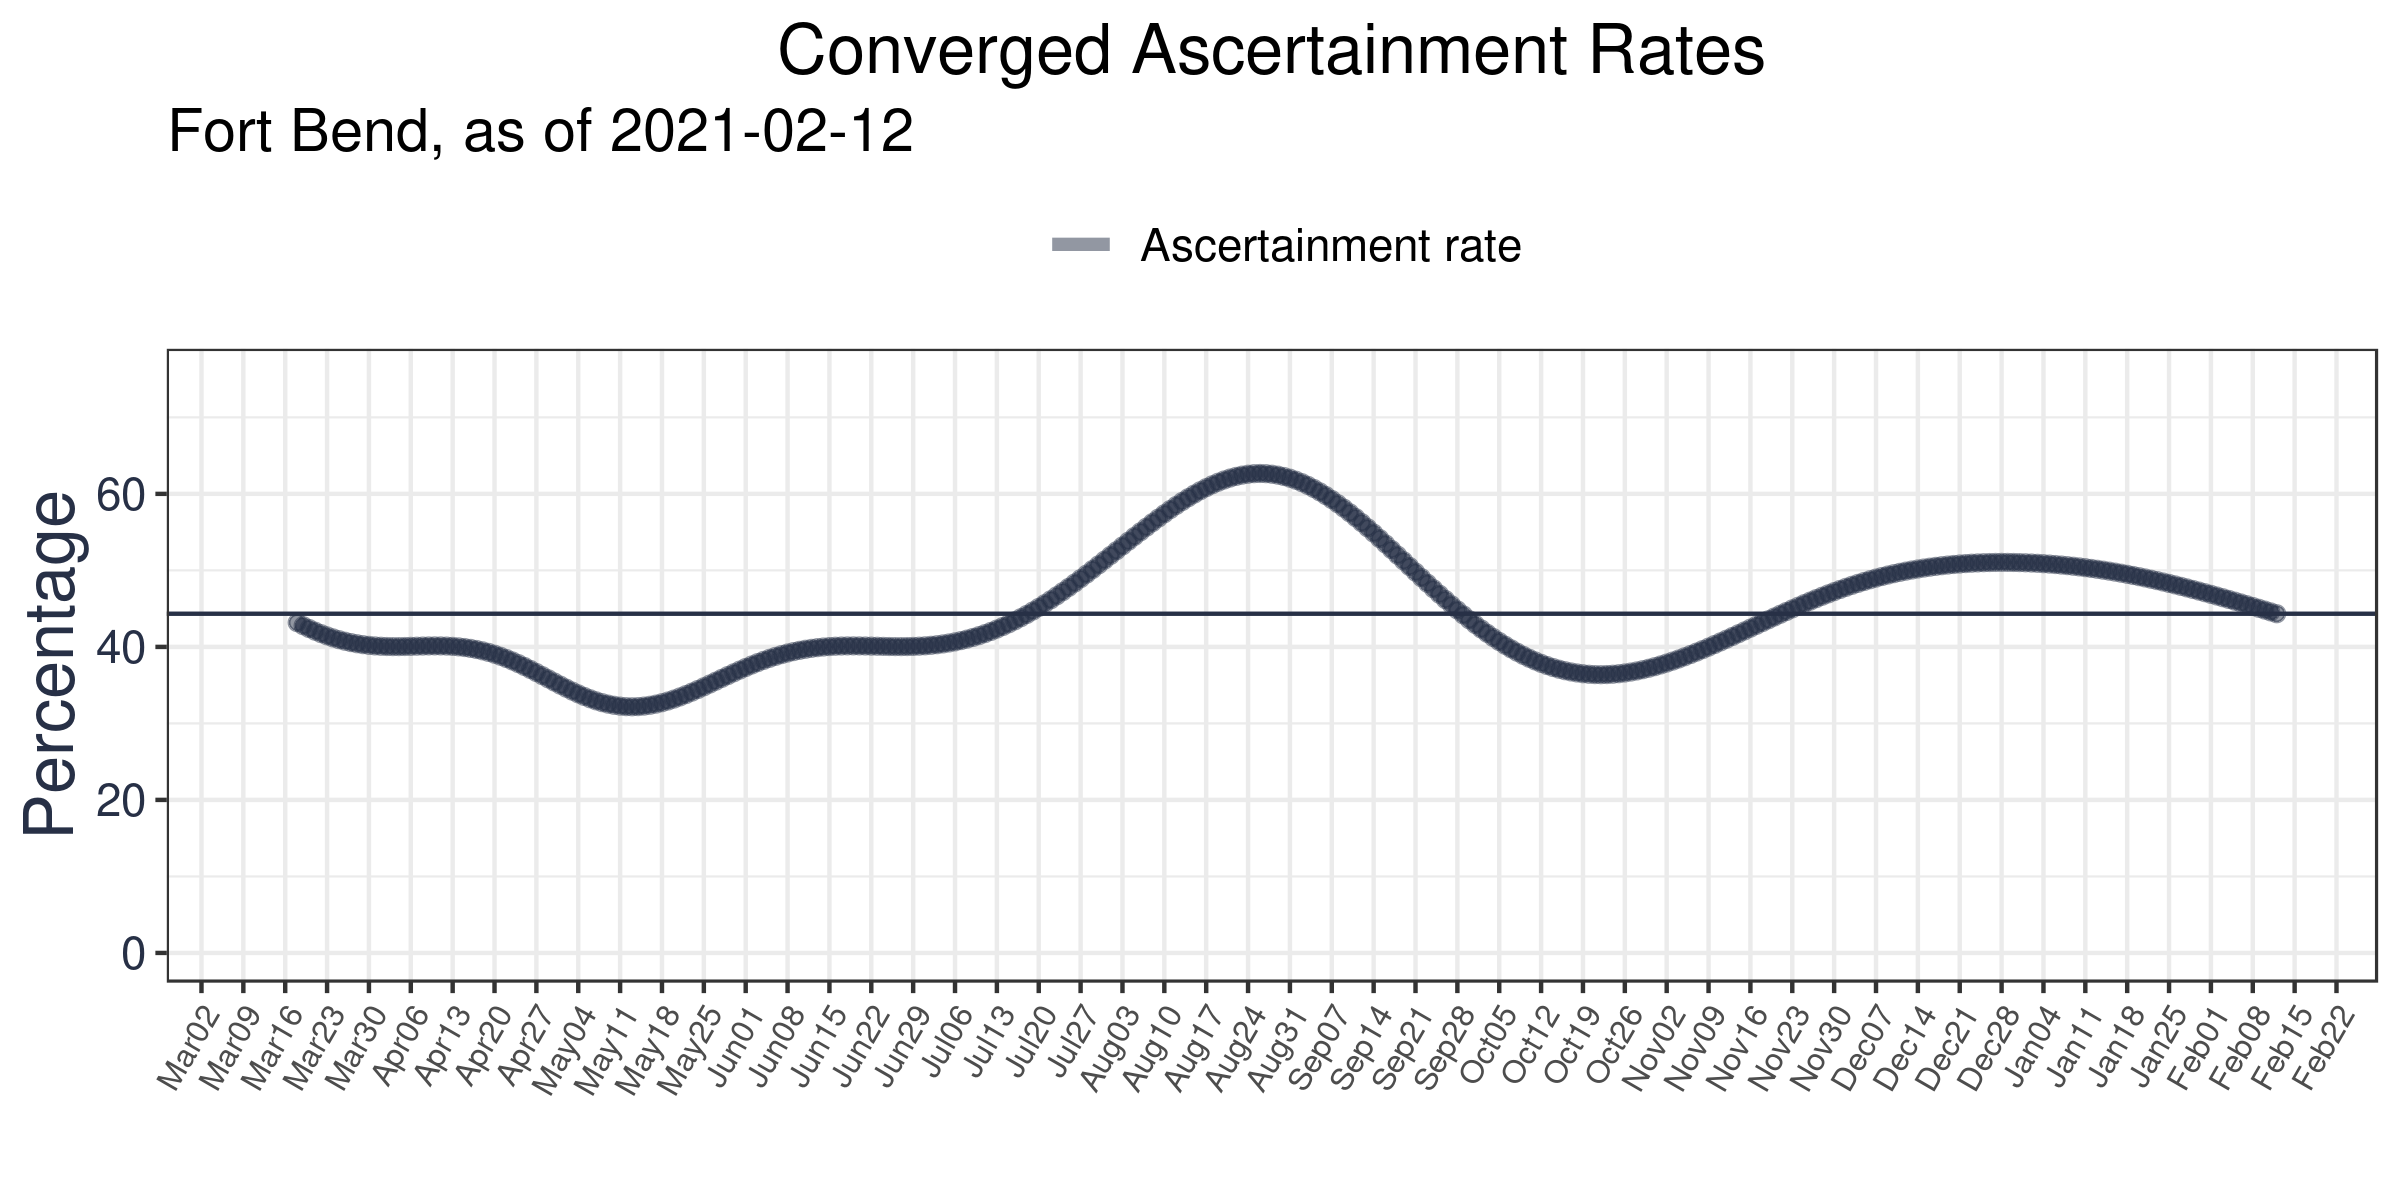 Converged Ascertainment Rates
Fort Bend, as of 2021-02-12
Ascertainment rate
Percentage
60
40
20
0
Mar02 Mar09 Mar16 Mar23 Mar30 Apr06 Apr13 Apr20 Apr27 May04 May11 May18 May25 Jun01 Jun08 Jun15 Jun22 Jun29 Jul06 Jul13 Jul20 Jul27 Aug03 Aug10 Aug17 Aug24 Aug31 Sep07 Sep14 Sep21 Sep28 Oct05 Oct12 Oct19 Oct26 Nov02 Nov09 Nov16 Nov23 Nov30 Dec07 Dec14 Dec21 Dec28 Jan04 Jan11 Jan18 Jan25 Feb01 Feb08 Feb15 Feb22